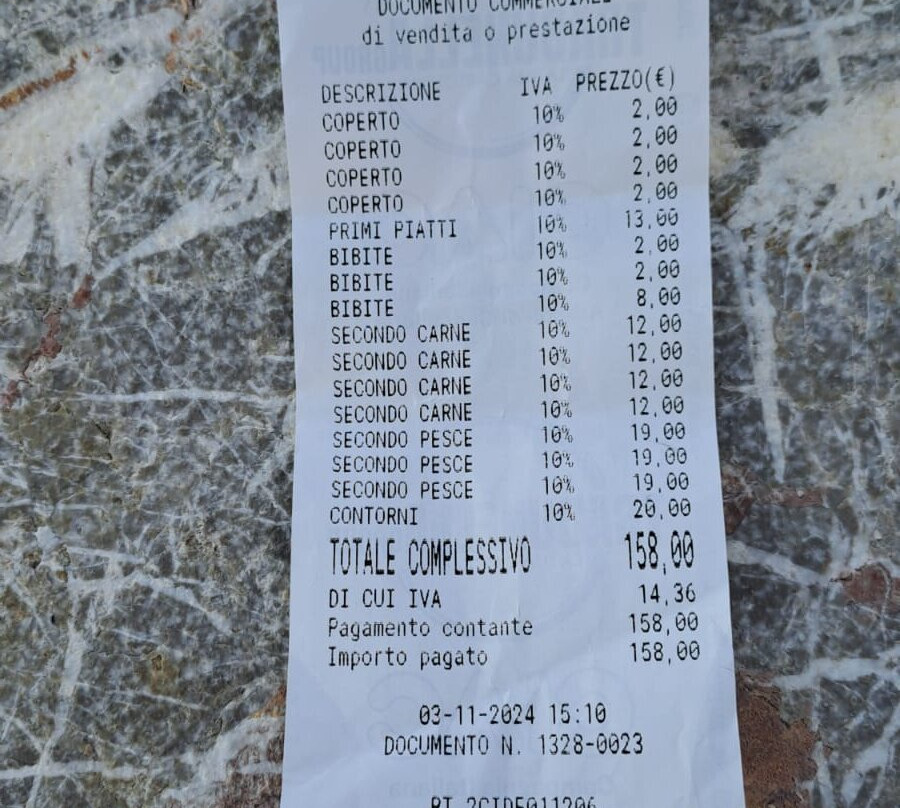 DOCUMENTO COMMERCIALE
di vendita o prestazione
DESCRIZIONE IVA PREZZO(€)
COPERTO 10% 2,00
COPERTO 10% 2,00
COPERTO 10% 2,00
COPERTO 10% 2,00
PRIMI PIATTI 10% 13,00
BIBITE 10% 2,00
BIBITE 10% 2,00
BIBITE 10% 8,00
SECONDO CARNE 10% 12,00
SECONDO CARNE 10% 12,00
SECONDO CARNE 10% 12,00
SECONDO CARNE 10% 12,00
SECONDO PESCE 10% 19,00
SECONDO PESCE 10% 19,00
SECONDO PESCE 10% 19,00
CONTORNI 10% 20,00
TOTALE COMPLESSIVO 158,00
DI CUI IVA 14,36
Pagamento contante 158,00
Importo pagato 158,00
03-11-2024 15:10
DOCUMENTO N. 1328-0023
RT